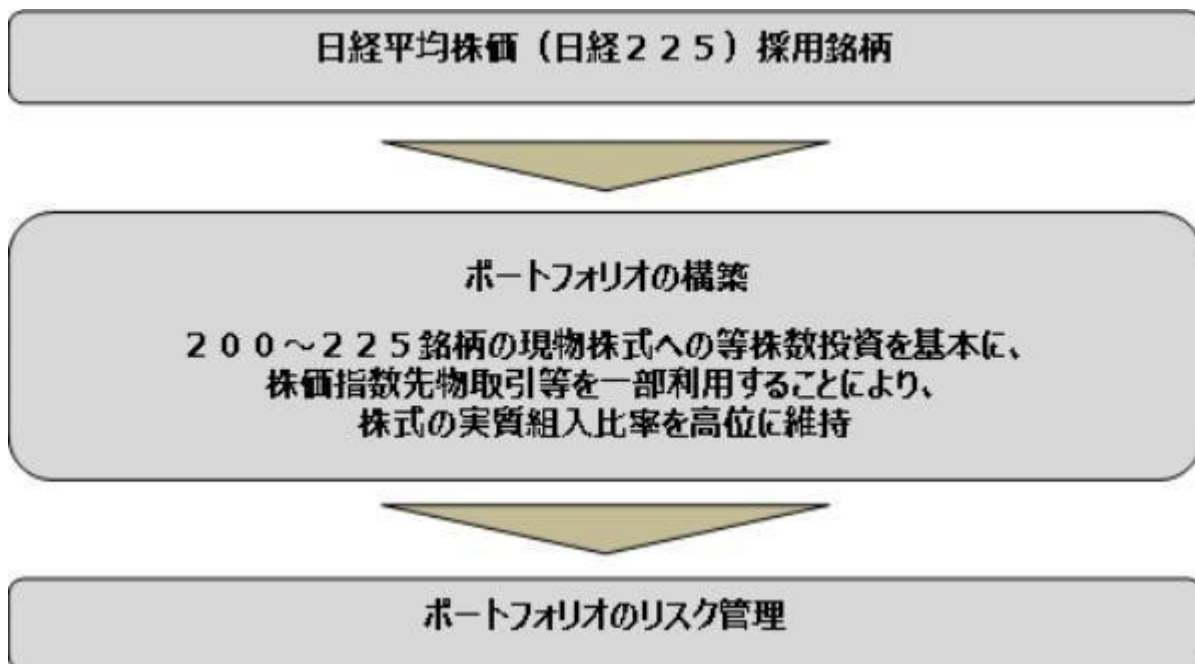 日経平均株価（日経２２５）採用銘柄
ポートフォリオの構築
２００～２２５銘柄の現物株式への等株数投資を基本に、
株価指数先物取引等を一部利用することにより、
株式の実質組入比率を高位に維持
ポートフォリオのリスク管理